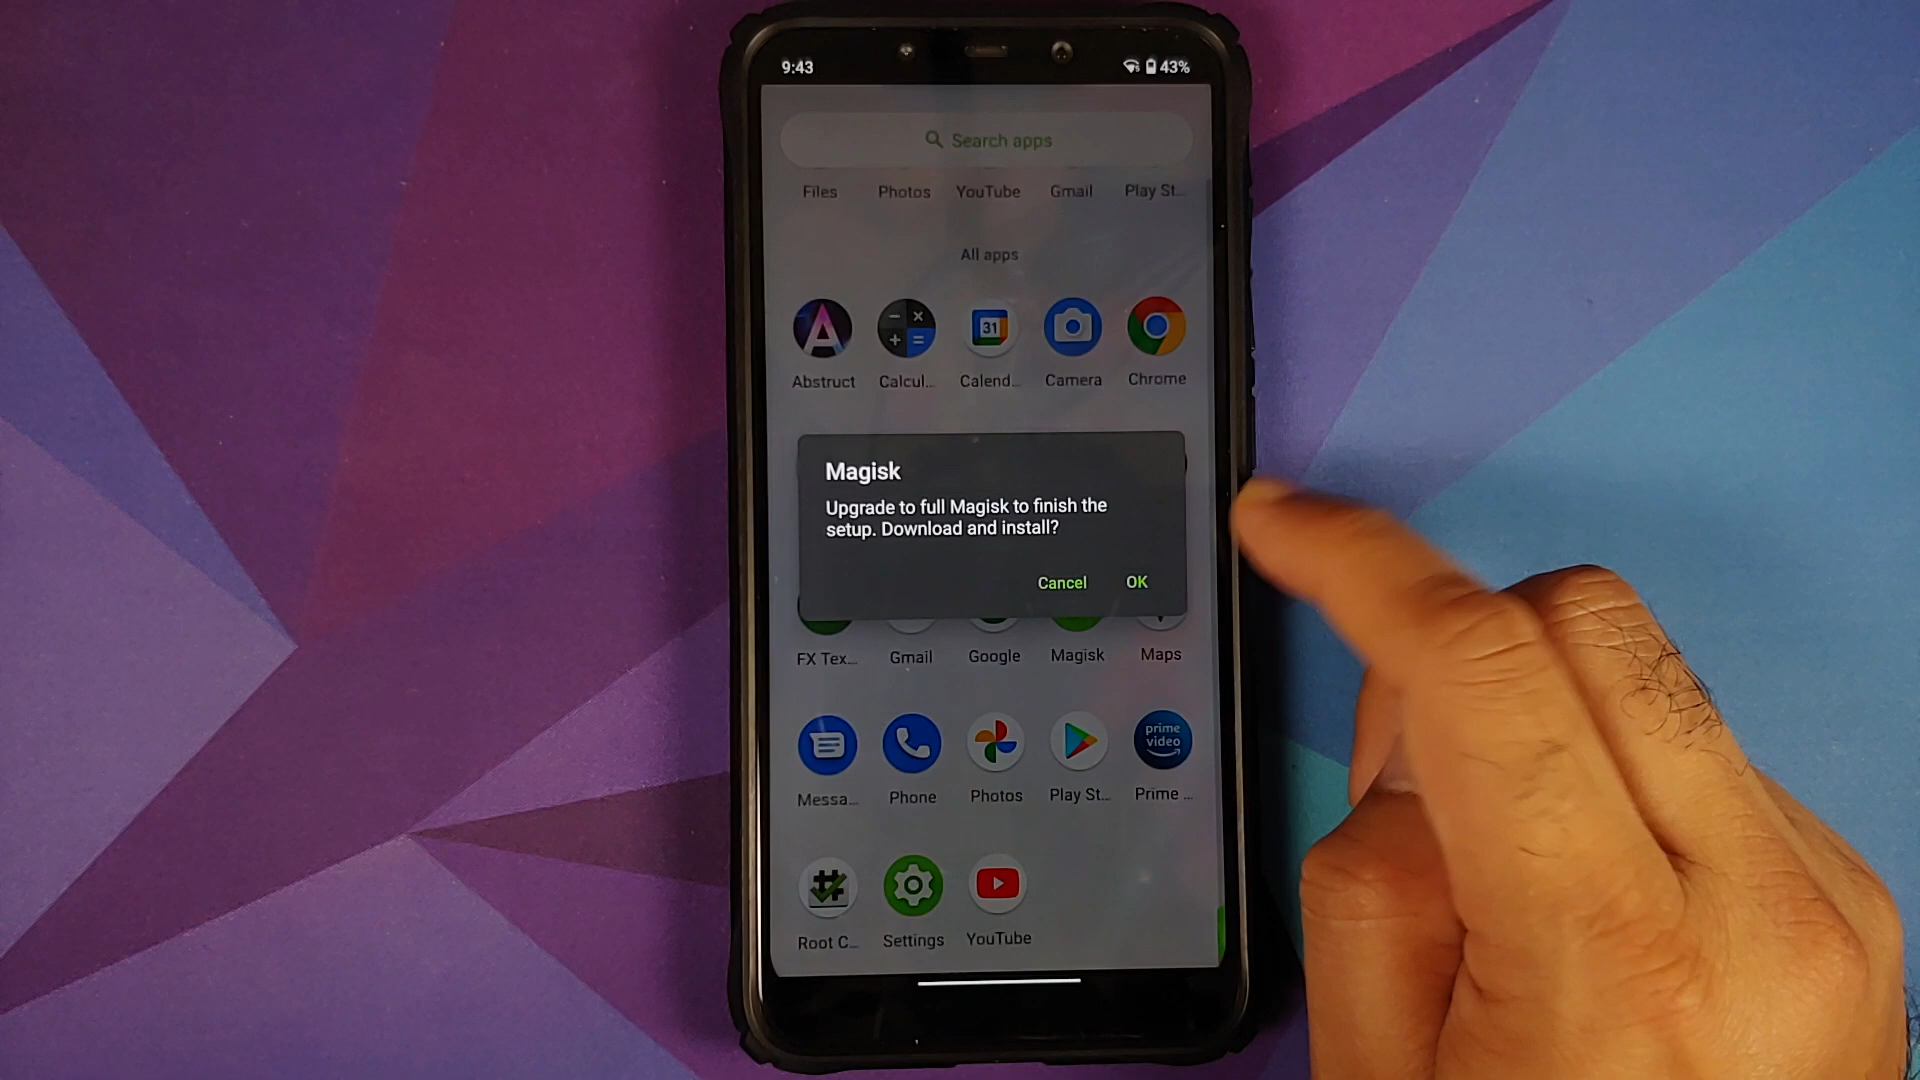 9:43
43%
Search apps
Files Photos YouTube Gmail Play St...
All apps
31
Abstruct Calcul... Calend... Camera Chrome
Magisk
Upgrade to full Magisk to finish the
setup. Download and install?
Cancel OK
FX Tex... Gmail Google Magisk Maps
prime
video
Messa... Phone Photos Play St... Prime ...
Root C... Settings YouTube